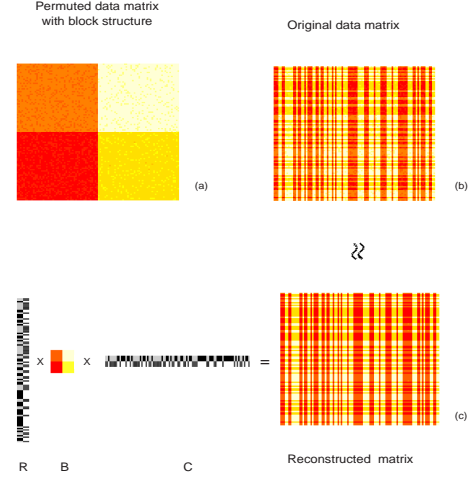 Permuted data matrix
with block structure
Original data matrix
(a)
(b)
≈
x
x
=
(c)
R
B
C
Reconstructed matrix